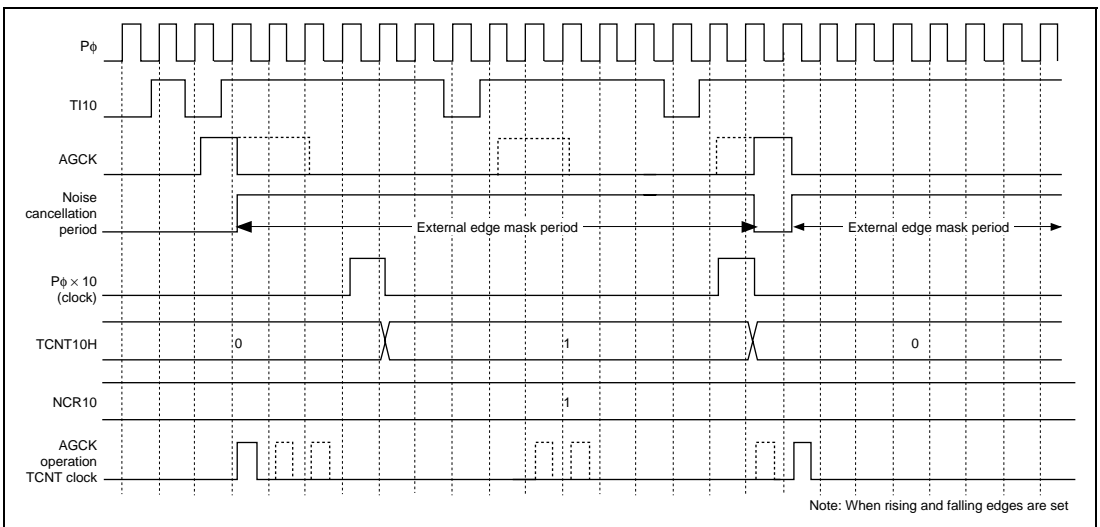 Pϕ
TI10
AGCK
Noise
cancellation
period
External edge mask period
External edge mask period
Pϕ × 10
(clock)
TCNT10H
0
1
0
NCR10
1
AGCK
operation
TCNT clock
Note: When rising and falling edges are set